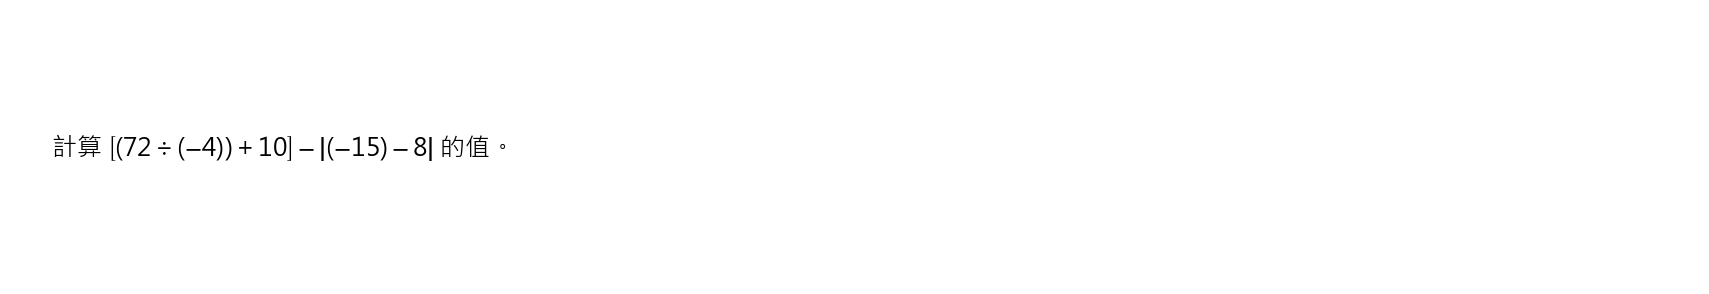 計算 [(72 ÷ (−4)) + 10] − |(−15) − 8| 的值。